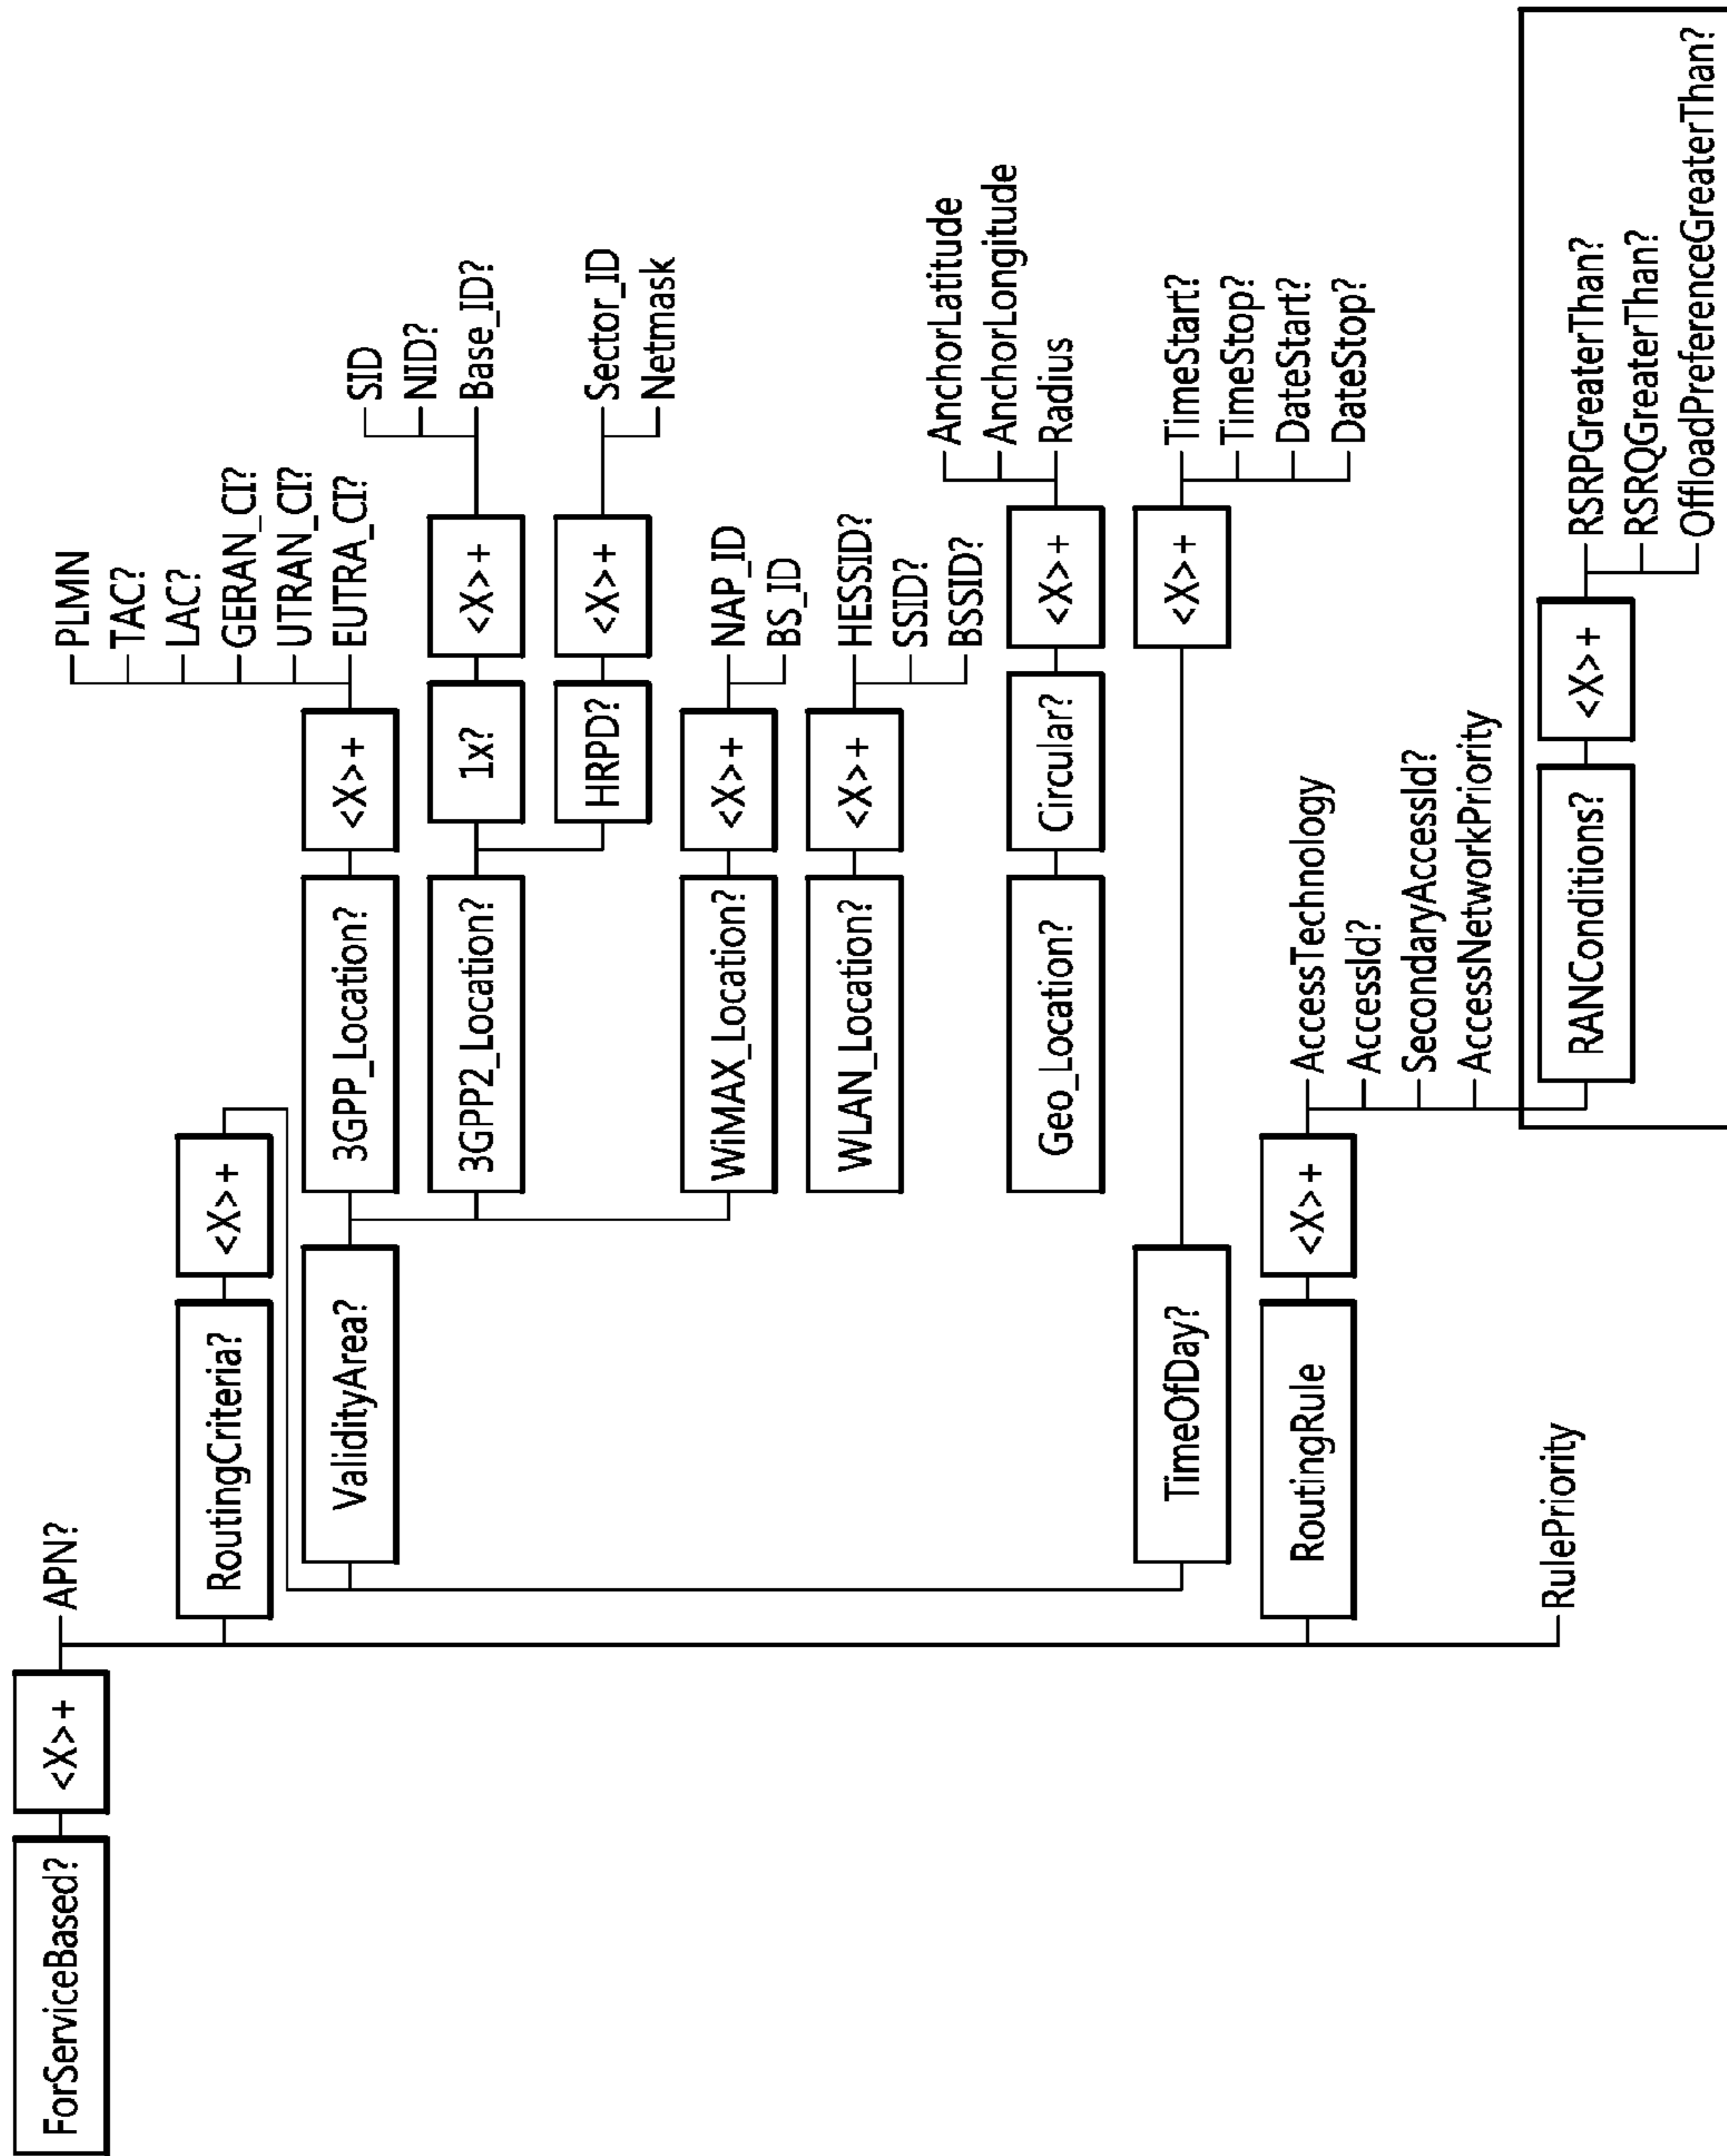 ForServiceBased?
<X>+
APN?
RoutingCriteria?
<X>+
ValidityArea?
3GPP_Location?
<X>+
PLMN
TAC?
LAC?
GERAN_CI?
UTRAN_CI?
EUTRA_CI?
3GPP2_Location?
1x?
<X>+
SID
NID?
Base_ID?
HRPD?
<X>+
Sector_ID
Netmask
WiMAX_Location?
<X>+
NAP_ID
BS_ID
WLAN_Location?
<X>+
HESSID?
SSID?
BSSID?
Geo_Location?
Circular?
<X>+
AnchorLatitude
AnchorLongitude
Radius
TimeOfDay?
<X>+
TimeStart?
TimeStop?
DateStart?
DateStop?
RoutingRule
<X>+
AccessTechnology
AccessId?
SecondaryAccessId?
AccessNetworkPriority
RANConditions?
<X>+
RSRPGreaterThan?
RSRQGreaterThan?
OffloadPreferenceGreaterThan?
RulePriority